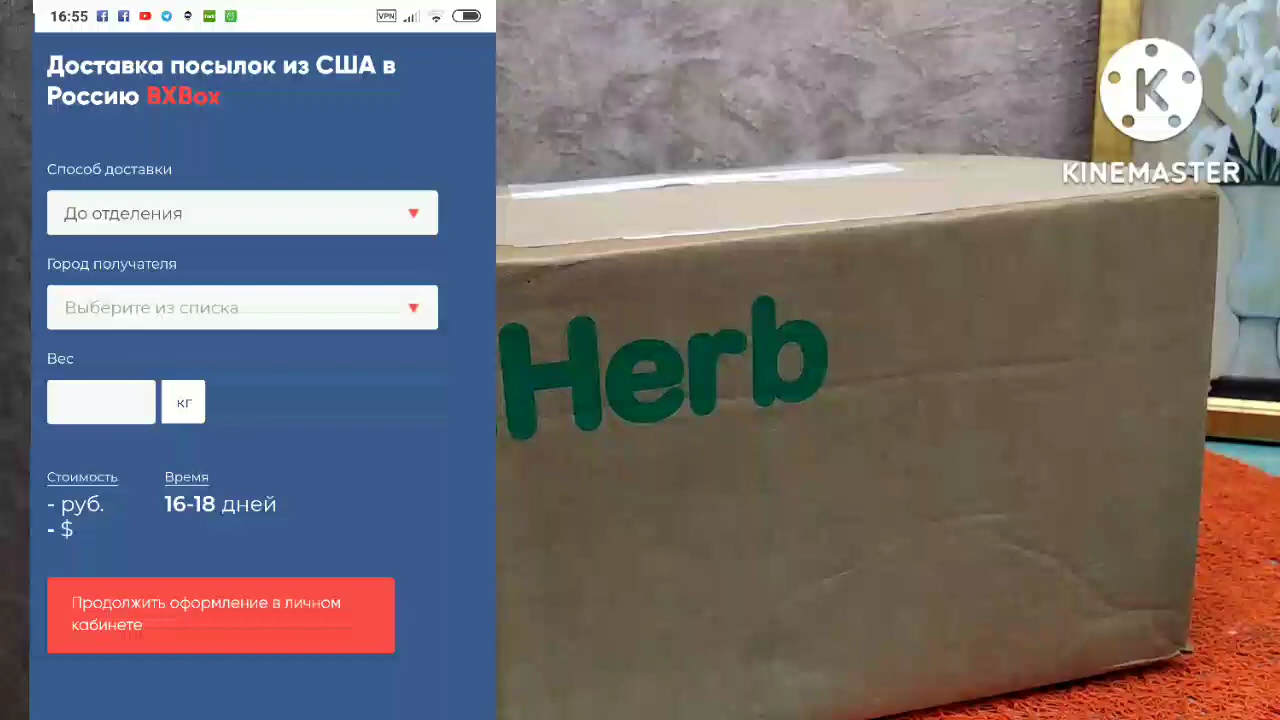 16:55
VPN
Доставка посылок из США в
Россию BXBox
Способ доставки
До отделения
Город получателя
Выберите из списка
Вес
кг
Стоимость
Время
- руб.
16-18 дней
- $
Продолжить оформление в личном
кабинете
Herb
K
KINEMASTER